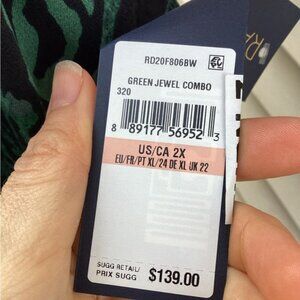 RD20F806BW
GREEN JEWEL COMBO
320
8 89177 56952 3
US/CA 2X
EU/FR/PT XL/24 DE XL UK 22
SUGG RETAIL/
PRIX SUGG
$139.00